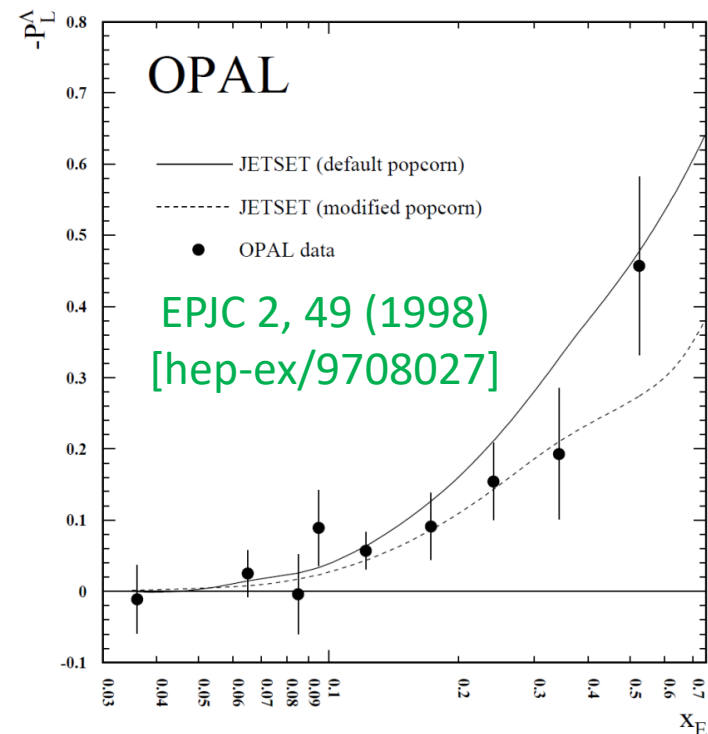 -P_L^Λ
0.8
OPAL
0.7
JETSET (default popcorn)
0.6
JETSET (modified popcorn)
0.5
OPAL data
EPJC 2, 49 (1998)
0.4
[hep-ex/9708027]
0.3
0.2
0.1
0
-0.1
0.03 0.04 0.05 0.06 0.07 0.08 0.09 0.1 0.2 0.3 0.4 0.5 0.6 0.7
x_E